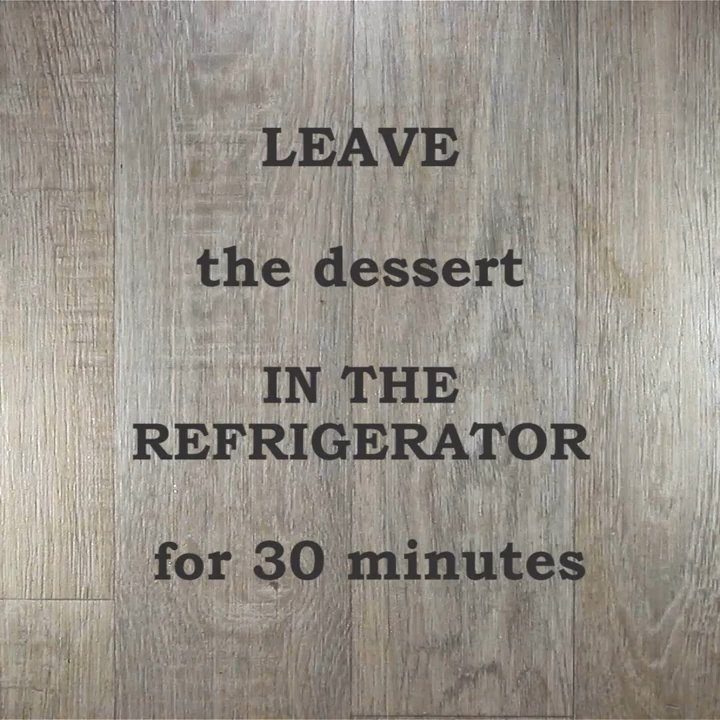 LEAVE
the dessert
IN THE
REFRIGERATOR
for 30 minutes